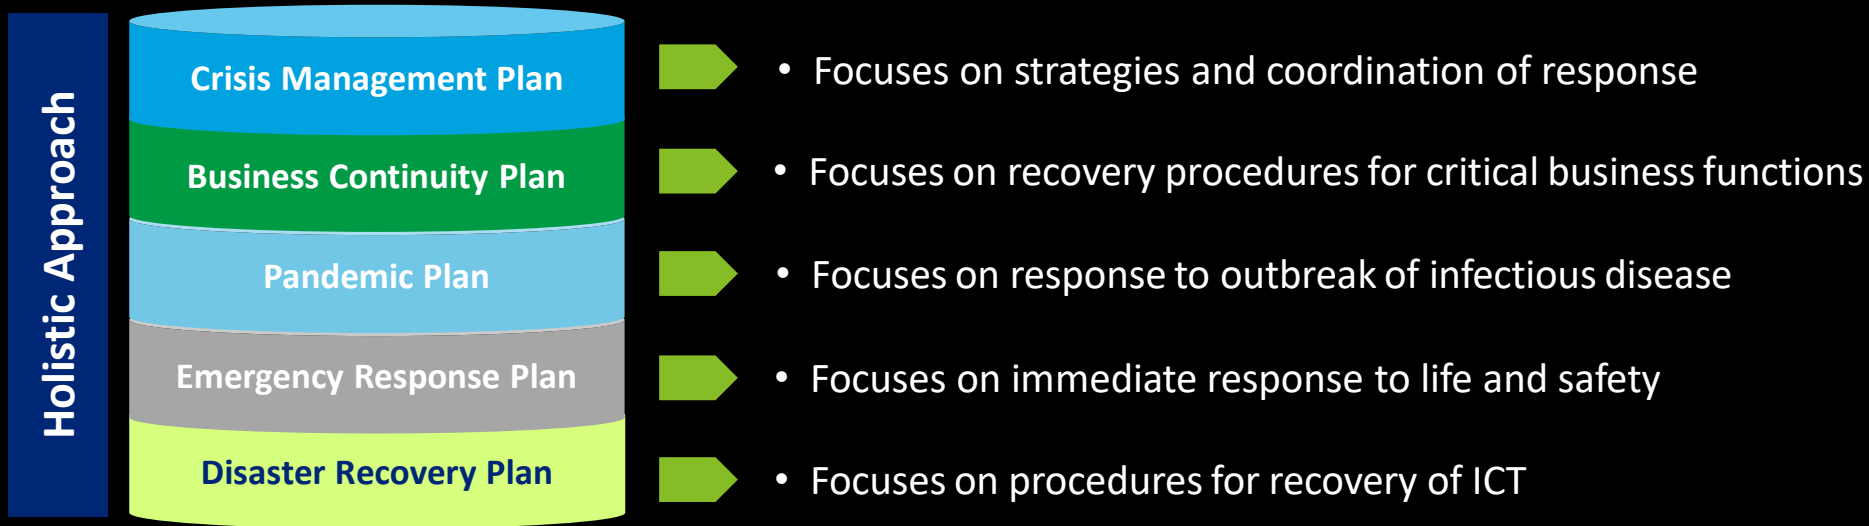 Holistic Approach
Crisis Management Plan
• Focuses on strategies and coordination of response
Business Continuity Plan
• Focuses on recovery procedures for critical business functions
Pandemic Plan
• Focuses on response to outbreak of infectious disease
Emergency Response Plan
• Focuses on immediate response to life and safety
Disaster Recovery Plan
• Focuses on procedures for recovery of ICT